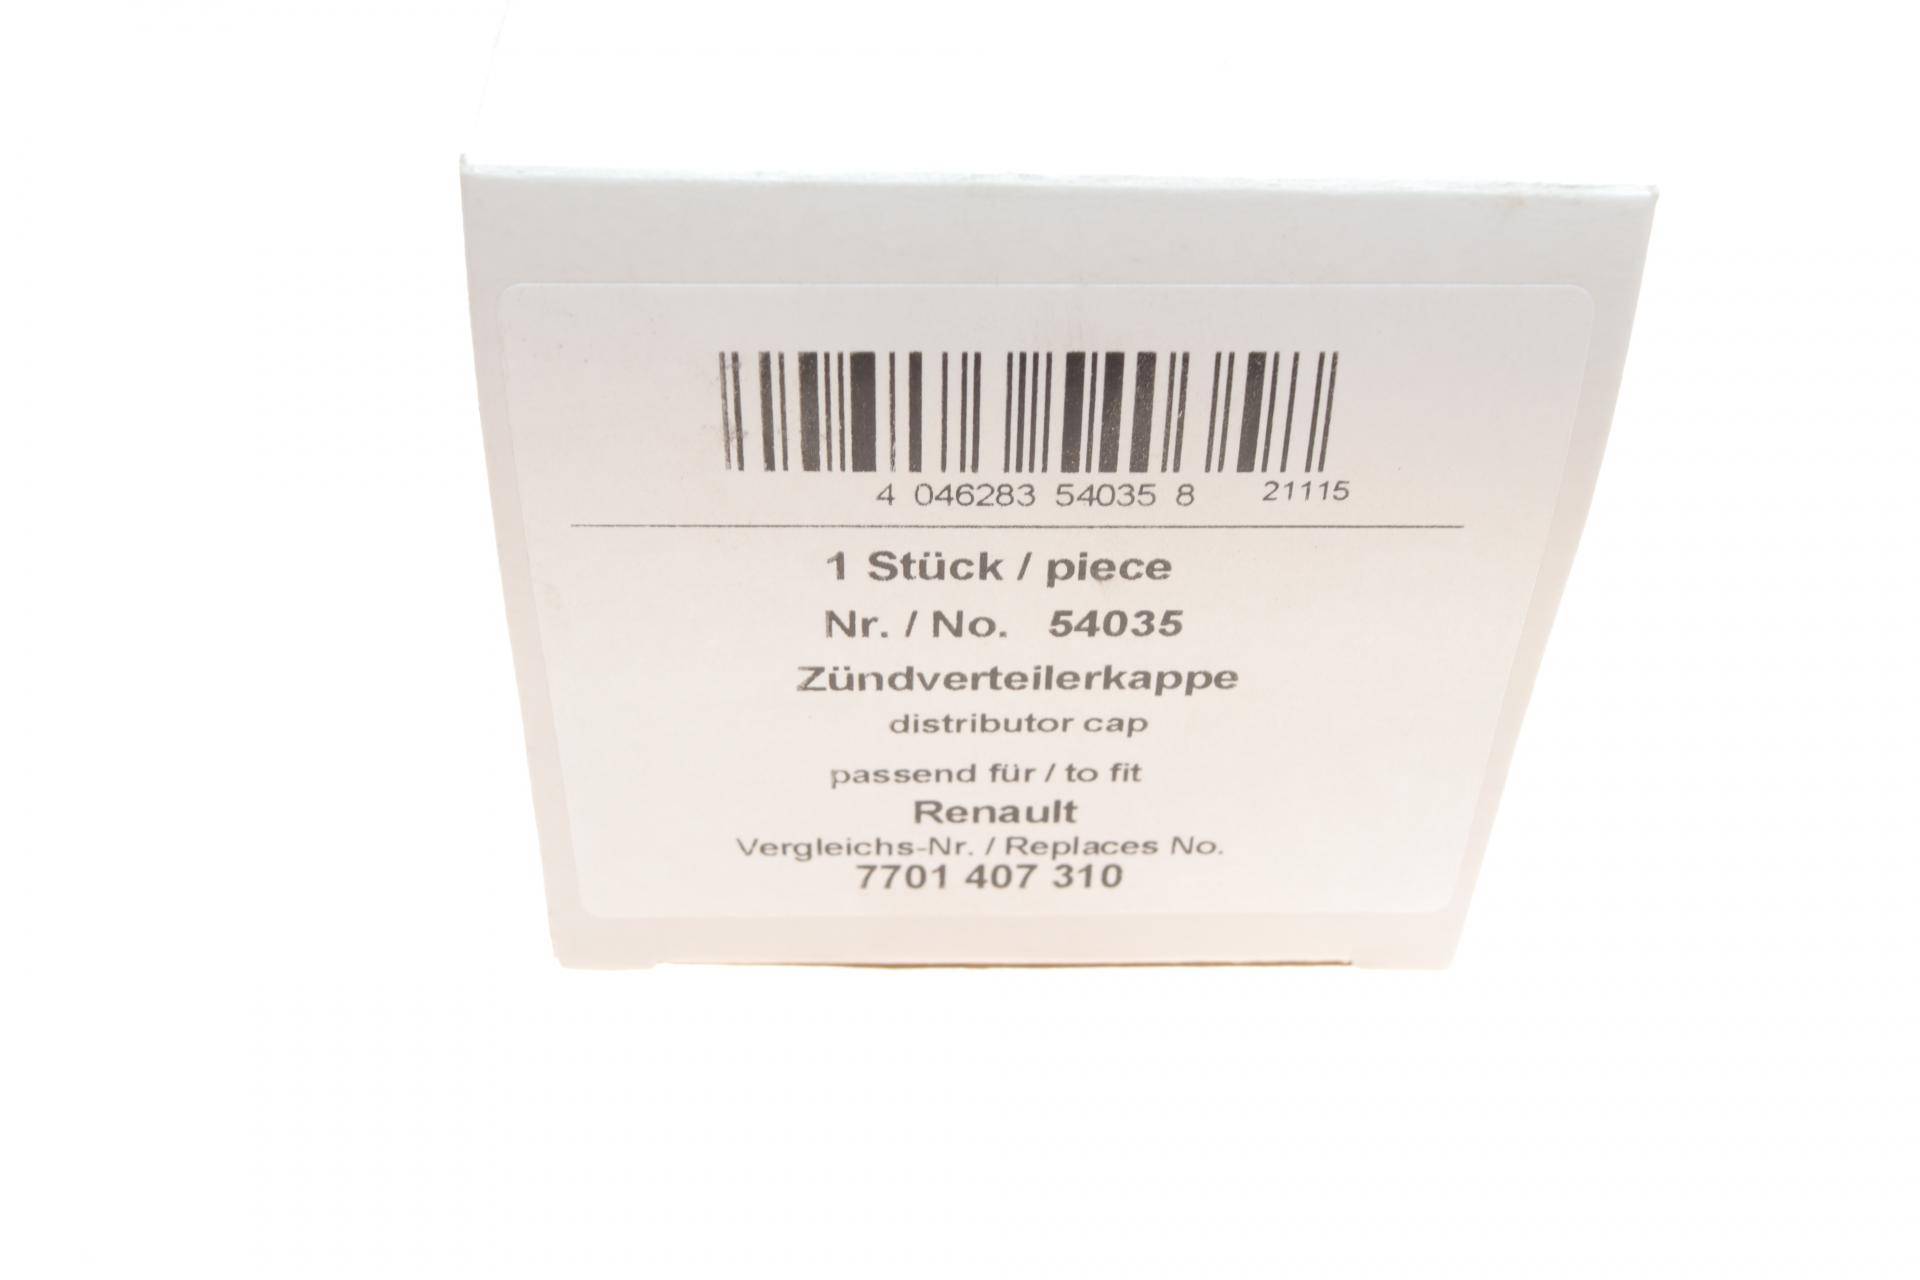 4 046283 54035 8 21115
1 Stück / piece
Nr. / No. 54035
Zündverteilerkappe
distributor cap
passend für / to fit
Renault
Vergleichs-Nr. / Replaces No.
7701 407 310